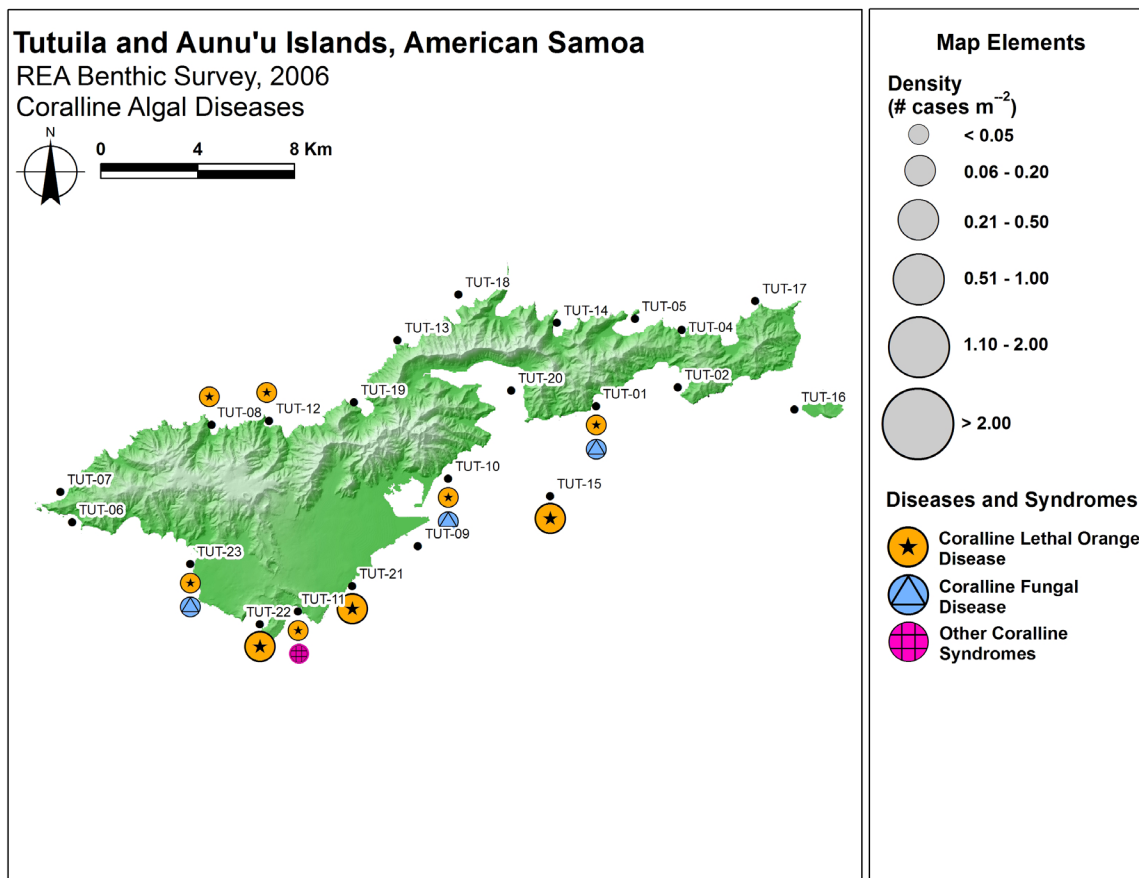 Tutuila and Aunu'u Islands, American Samoa
REA Benthic Survey, 2006
Coralline Algal Diseases
N
0 4 8 Km
TUT-18
TUT-17
TUT-14
TUT-05
TUT-04
TUT-13
TUT-20
TUT-02
TUT-19
TUT-01
TUT-16
TUT-08
TUT-12
TUT-10
TUT-07
TUT-15
TUT-06
TUT-09
TUT-23
TUT-21
TUT-22
TUT-11
Map Elements
Density
(# cases m⁻²)
< 0.05
0.06 - 0.20
0.21 - 0.50
0.51 - 1.00
1.10 - 2.00
> 2.00
Diseases and Syndromes
Coralline Lethal Orange
Disease
Coralline Fungal
Disease
Other Coralline
Syndromes